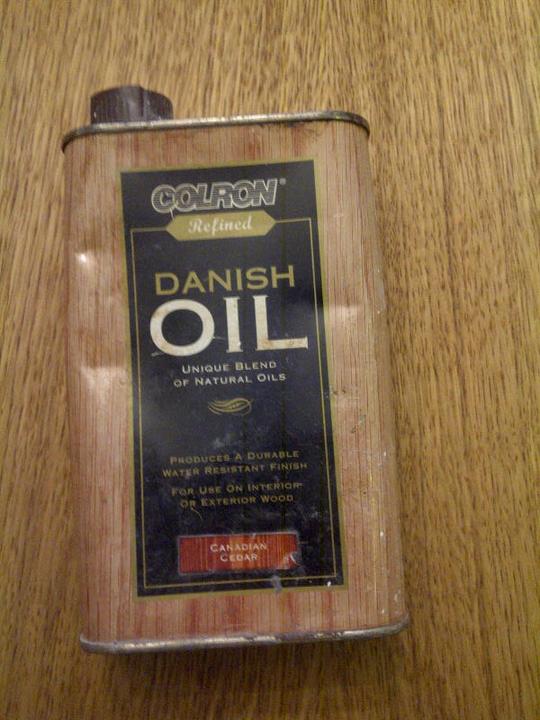 COLRON®
Refined
DANISH
OIL
UNIQUE BLEND
OF NATURAL OILS
PRODUCES A DURABLE
WATER RESISTANT FINISH
FOR USE ON INTERIOR
OR EXTERIOR WOOD
CANADIAN
CEDAR